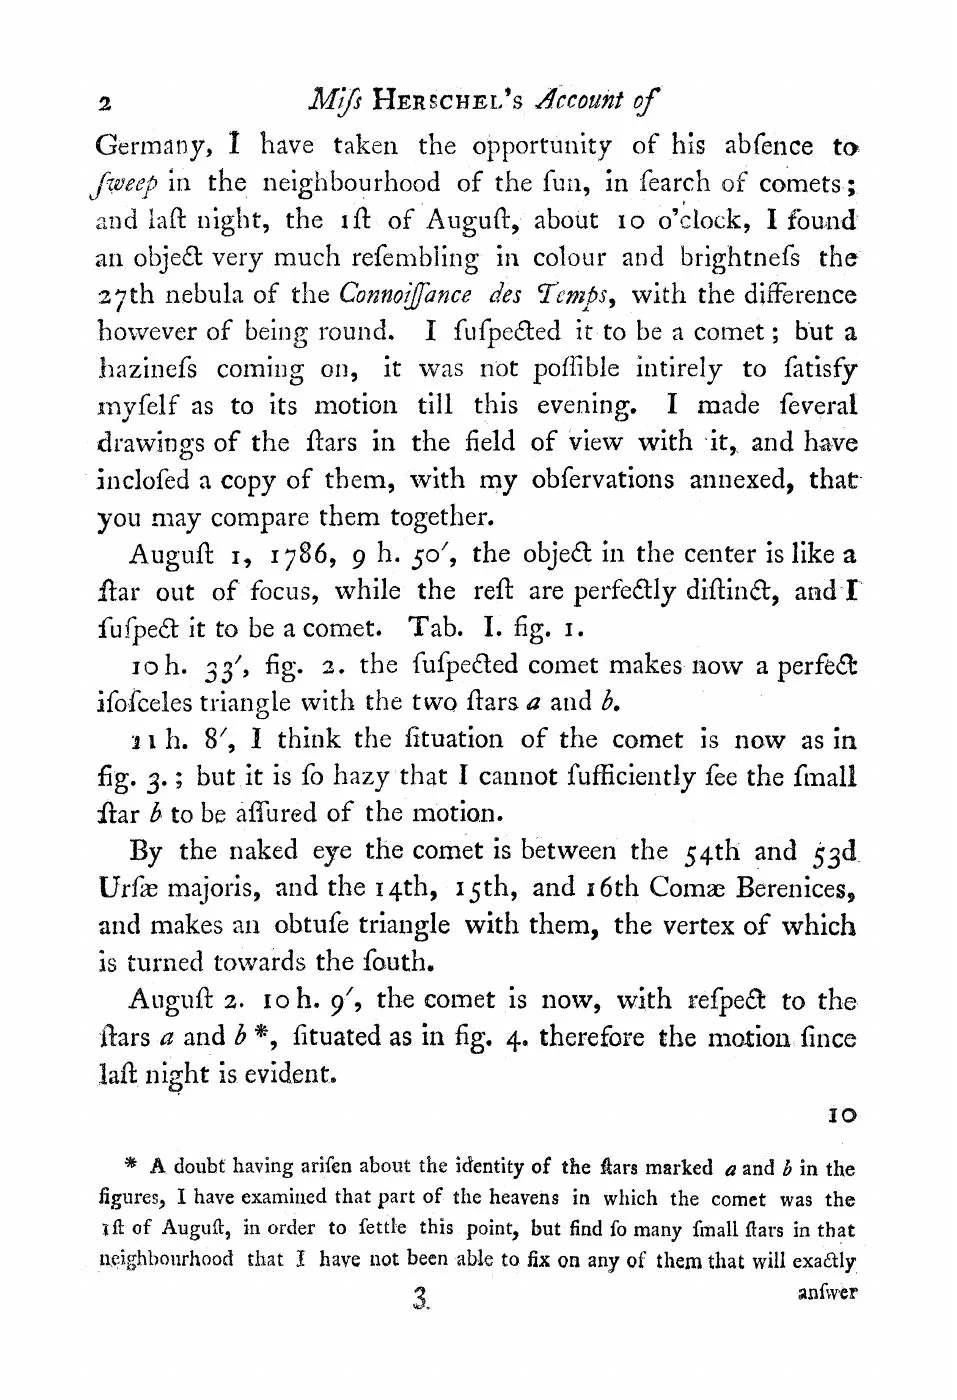 2 Miſs HERSCHEL's Account of
Germany, I have taken the opportunity of his abſence to
ſweep in the neighbourhood of the ſun, in ſearch of comets;
and laſt night, the 1ſt of Auguſt, about 10 o'clock, I found
an object very much reſembling in colour and brightneſs the
27th nebula of the Connoiſſance des Temps, with the difference
however of being round. I ſuſpected it to be a comet; but a
hazineſs coming on, it was not poſſible intirely to ſatisfy
myſelf as to its motion till this evening. I made ſeveral
drawings of the ſtars in the field of view with it, and have
incloſed a copy of them, with my obſervations annexed, that
you may compare them together.
Auguſt 1, 1786, 9 h. 50′, the object in the center is like a
ſtar out of focus, while the reſt are perfectly diſtinct, and I
ſuſpect it to be a comet. Tab. I. fig. 1.
10 h. 33′, fig. 2. the ſuſpected comet makes now a perfect
iſoſceles triangle with the two ſtars a and b.
11 h. 8′, I think the ſituation of the comet is now as in
fig. 3.; but it is ſo hazy that I cannot ſufficiently ſee the ſmall
ſtar b to be aſſured of the motion.
By the naked eye the comet is between the 54th and 53d
Urſæ majoris, and the 14th, 15th, and 16th Comæ Berenices,
and makes an obtuſe triangle with them, the vertex of which
is turned towards the ſouth.
Auguſt 2. 10 h. 9′, the comet is now, with reſpect to the
ſtars a and b *, ſituated as in fig. 4. therefore the motion ſince
laſt night is evident.
10
* A doubt having ariſen about the identity of the ſtars marked a and b in the
figures, I have examined that part of the heavens in which the comet was the
1ſt of Auguſt, in order to ſettle this point, but find ſo many ſmall ſtars in that
neighbourhood that I have not been able to fix on any of them that will exactly
3 anſwer